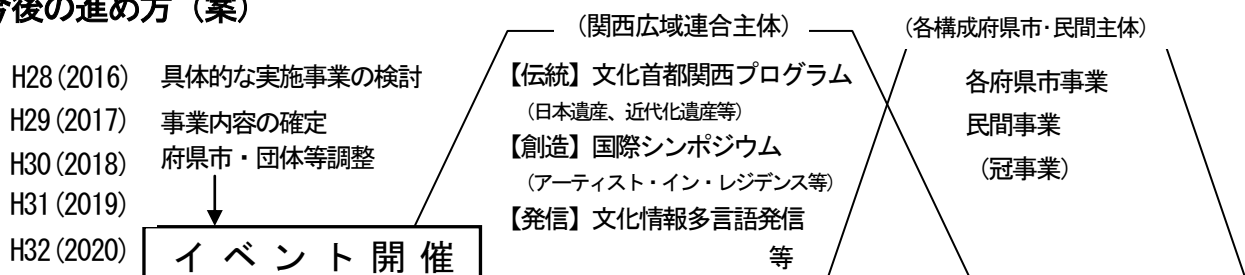 今後の進め方（案）
H28(2016) 具体的な実施事業の検討
H29(2017) 事業内容の確定
H30(2018) 府県市・団体等調整
H31(2019)
H32(2020) イベント開催
（関西広域連合主体）
【伝統】文化首都関西プログラム
（日本遺産、近代化遺産等）
【創造】国際シンポジウム
（アーティスト・イン・レジデンス等）
【発信】文化情報多言語発信
等
（各構成府県市・民間主体）
各府県市事業
民間事業
（冠事業）